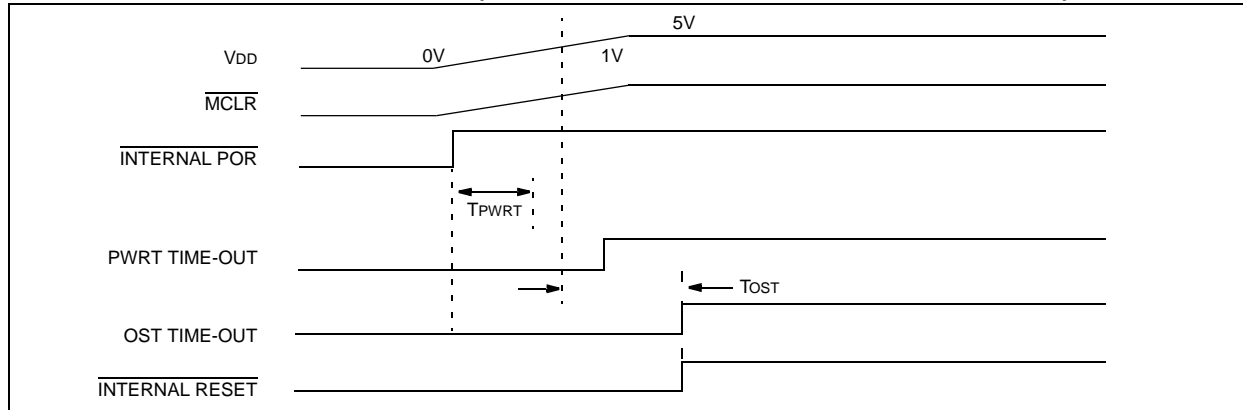 5V
VDD 0V 1V
MCLR
INTERNAL POR
TPWRT
PWRT TIME-OUT
TOST
OST TIME-OUT
INTERNAL RESET